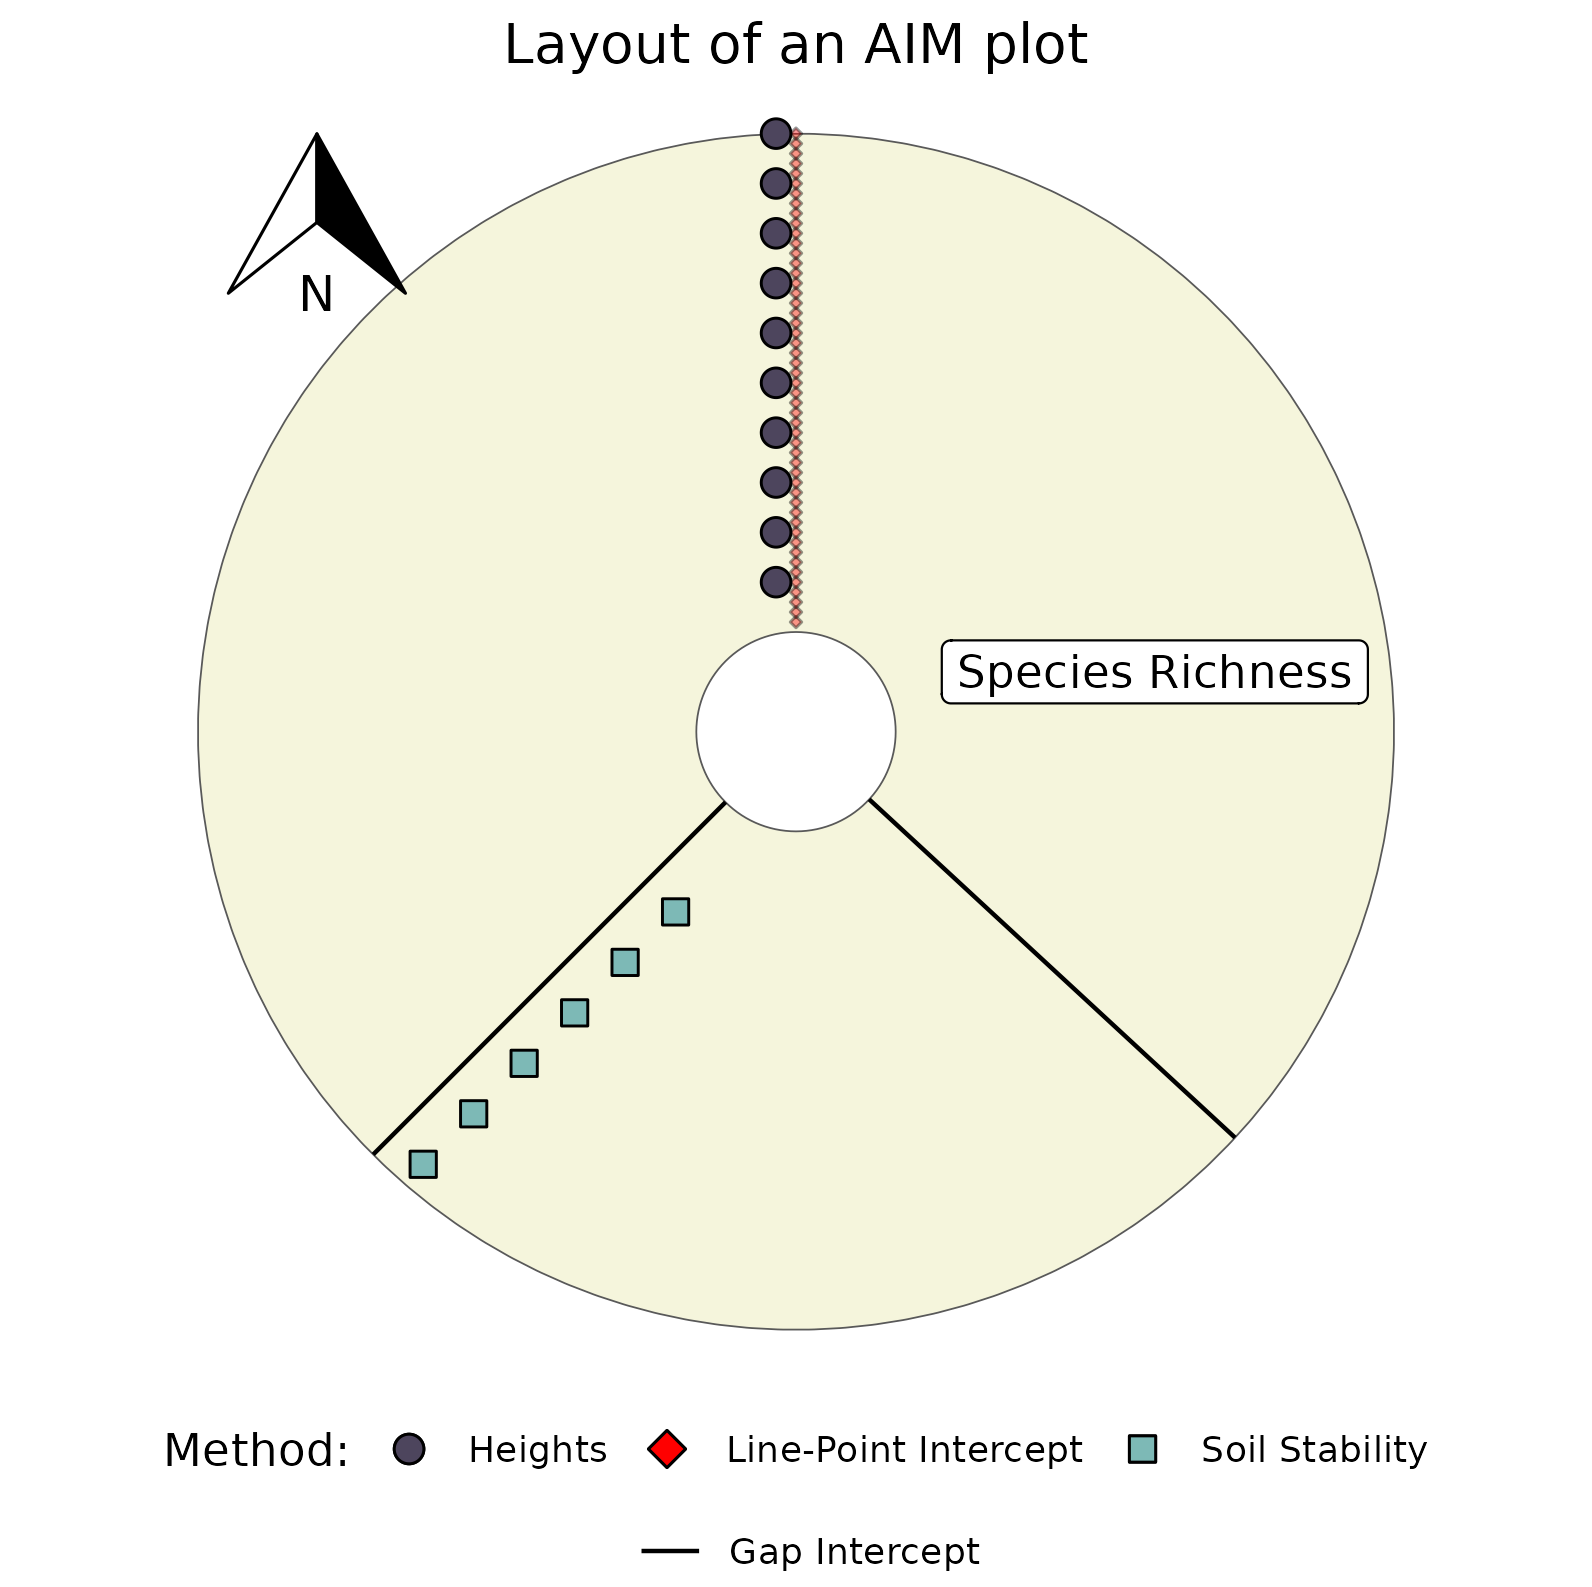 Layout of an AIM plot
N
Species Richness
Method:
Heights
Line-Point Intercept
Soil Stability
Gap Intercept